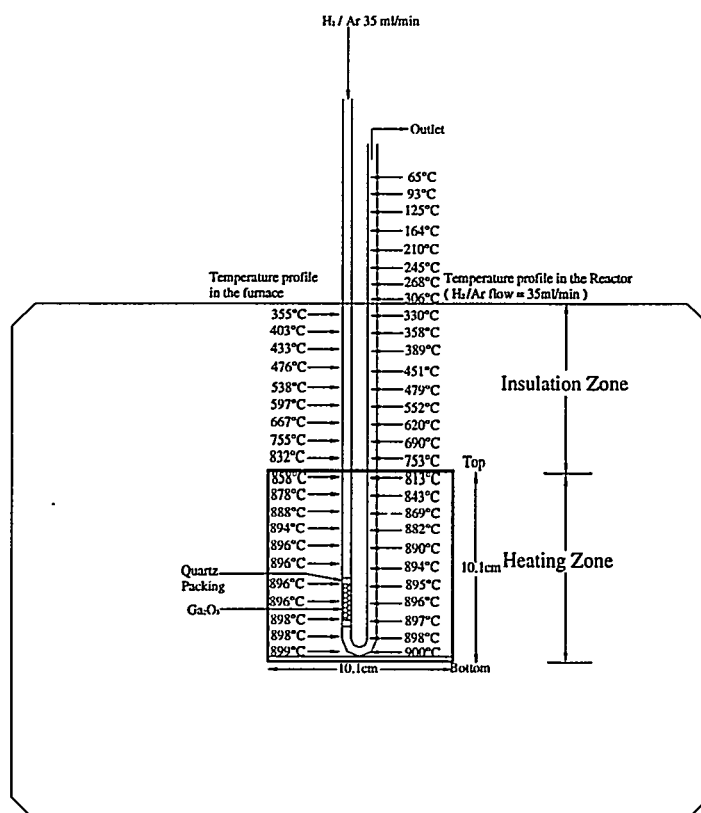 H₂ / Ar 35 ml/min
Outlet
65°C
93°C
125°C
164°C
210°C
245°C
268°C
306°C
Temperature profile
in the furnace
Temperature profile in the Reactor
( H₂/Ar flow = 35ml/min )
355°C
403°C
433°C
476°C
538°C
597°C
667°C
755°C
832°C
858°C
878°C
888°C
894°C
896°C
896°C
896°C
896°C
898°C
898°C
899°C
330°C
358°C
389°C
451°C
479°C
552°C
620°C
690°C
753°C
813°C
843°C
869°C
882°C
890°C
894°C
895°C
896°C
897°C
898°C
900°C
Insulation Zone
Top
Heating Zone
10.1cm
Quartz
Packing
Ga₂O₃
10.1cm
Bottom